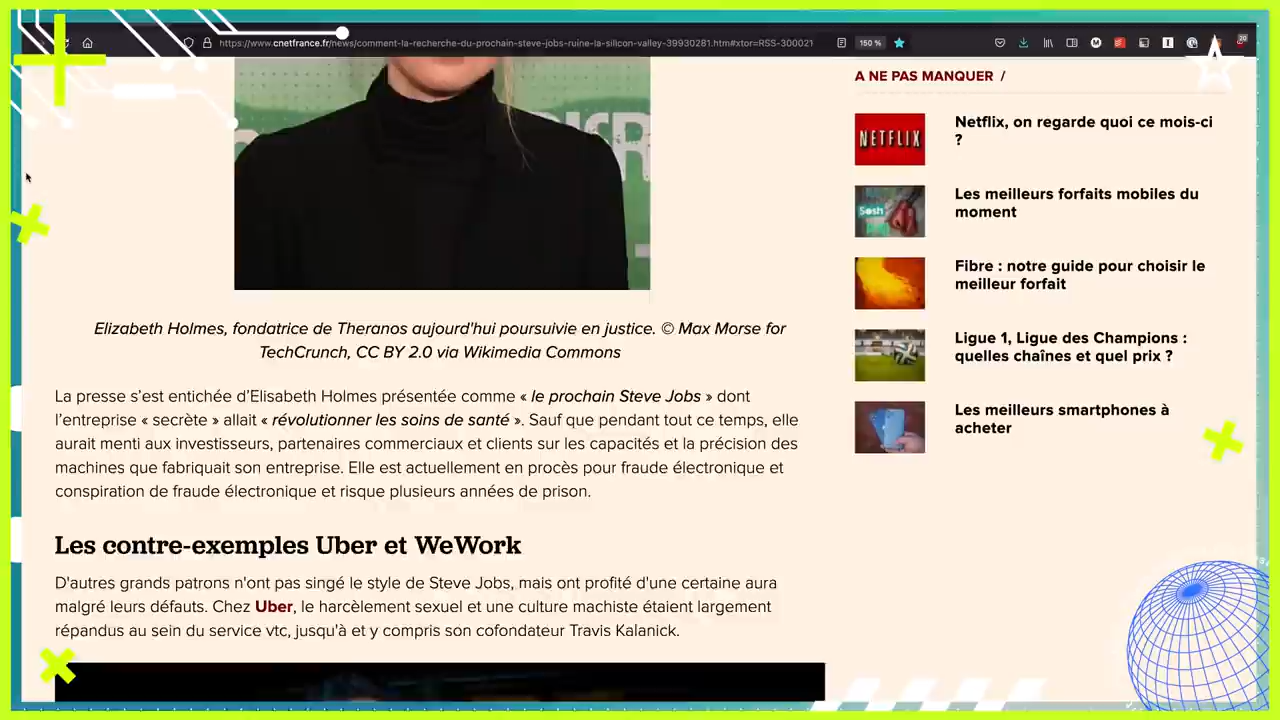 https://www.cnetfrance.fr/news/comment-la-recherche-du-prochain-steve-jobs-ruine-la-silicon-valley-39930281.htm#xtor=RSS-300021
150 %
20
A NE PAS MANQUER /
NETFLIX
Netflix, on regarde quoi ce mois-ci
?
Sosh
Les meilleurs forfaits mobiles du
moment
Fibre : notre guide pour choisir le
meilleur forfait
Ligue 1, Ligue des Champions :
quelles chaînes et quel prix ?
Les meilleurs smartphones à
acheter
Elizabeth Holmes, fondatrice de Theranos aujourd'hui poursuivie en justice. © Max Morse for
TechCrunch, CC BY 2.0 via Wikimedia Commons
La presse s’est entichée d’Elisabeth Holmes présentée comme « le prochain Steve Jobs » dont
l’entreprise « secrète » allait « révolutionner les soins de santé ». Sauf que pendant tout ce temps, elle
aurait menti aux investisseurs, partenaires commerciaux et clients sur les capacités et la précision des
machines que fabriquait son entreprise. Elle est actuellement en procès pour fraude électronique et
conspiration de fraude électronique et risque plusieurs années de prison.
Les contre-exemples Uber et WeWork
D'autres grands patrons n'ont pas singé le style de Steve Jobs, mais ont profité d'une certaine aura
malgré leurs défauts. Chez Uber, le harcèlement sexuel et une culture machiste étaient largement
répandus au sein du service vtc, jusqu'à et y compris son cofondateur Travis Kalanick.